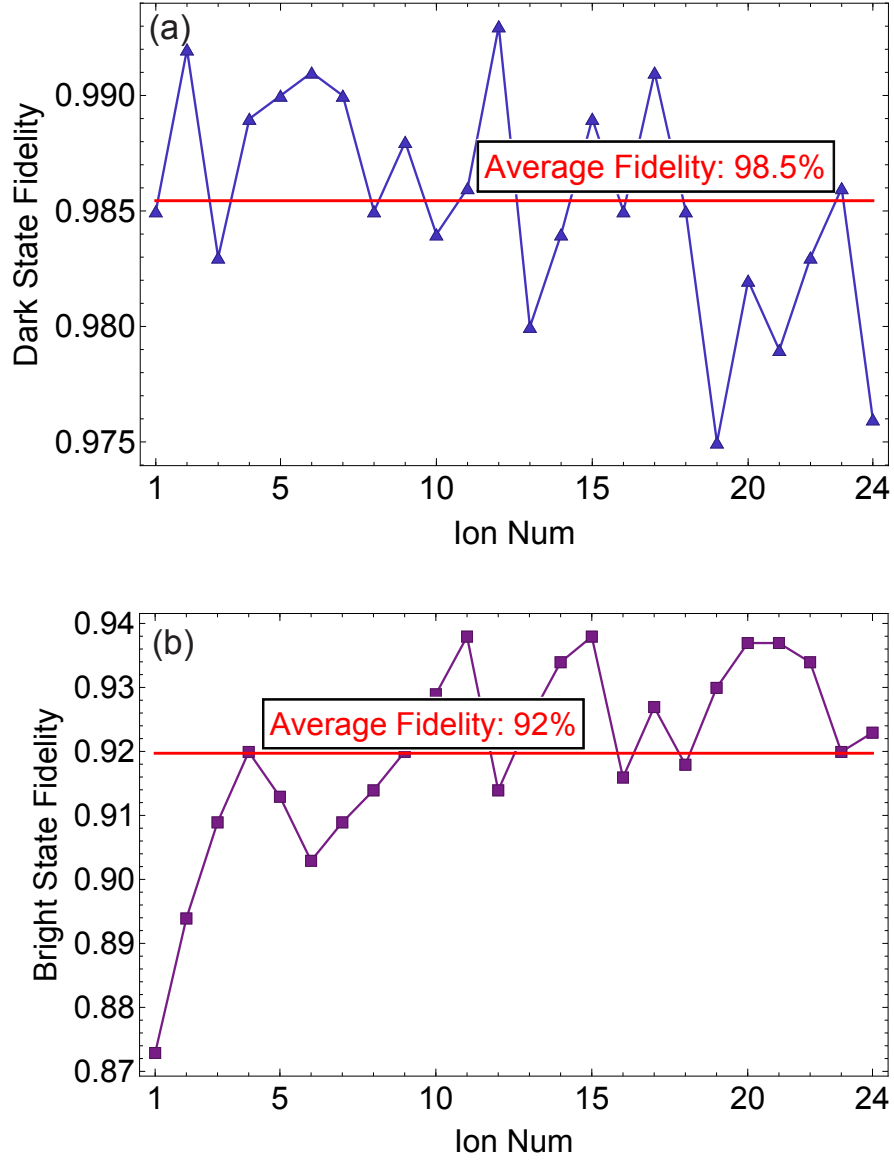 (a)
0.990
0.985
0.980
0.975
Dark State Fidelity
Average Fidelity: 98.5%
1 5 10 15 20 24
Ion Num
(b)
0.94
0.93
0.92
0.91
0.90
0.89
0.88
0.87
Bright State Fidelity
Average Fidelity: 92%
1 5 10 15 20 24
Ion Num